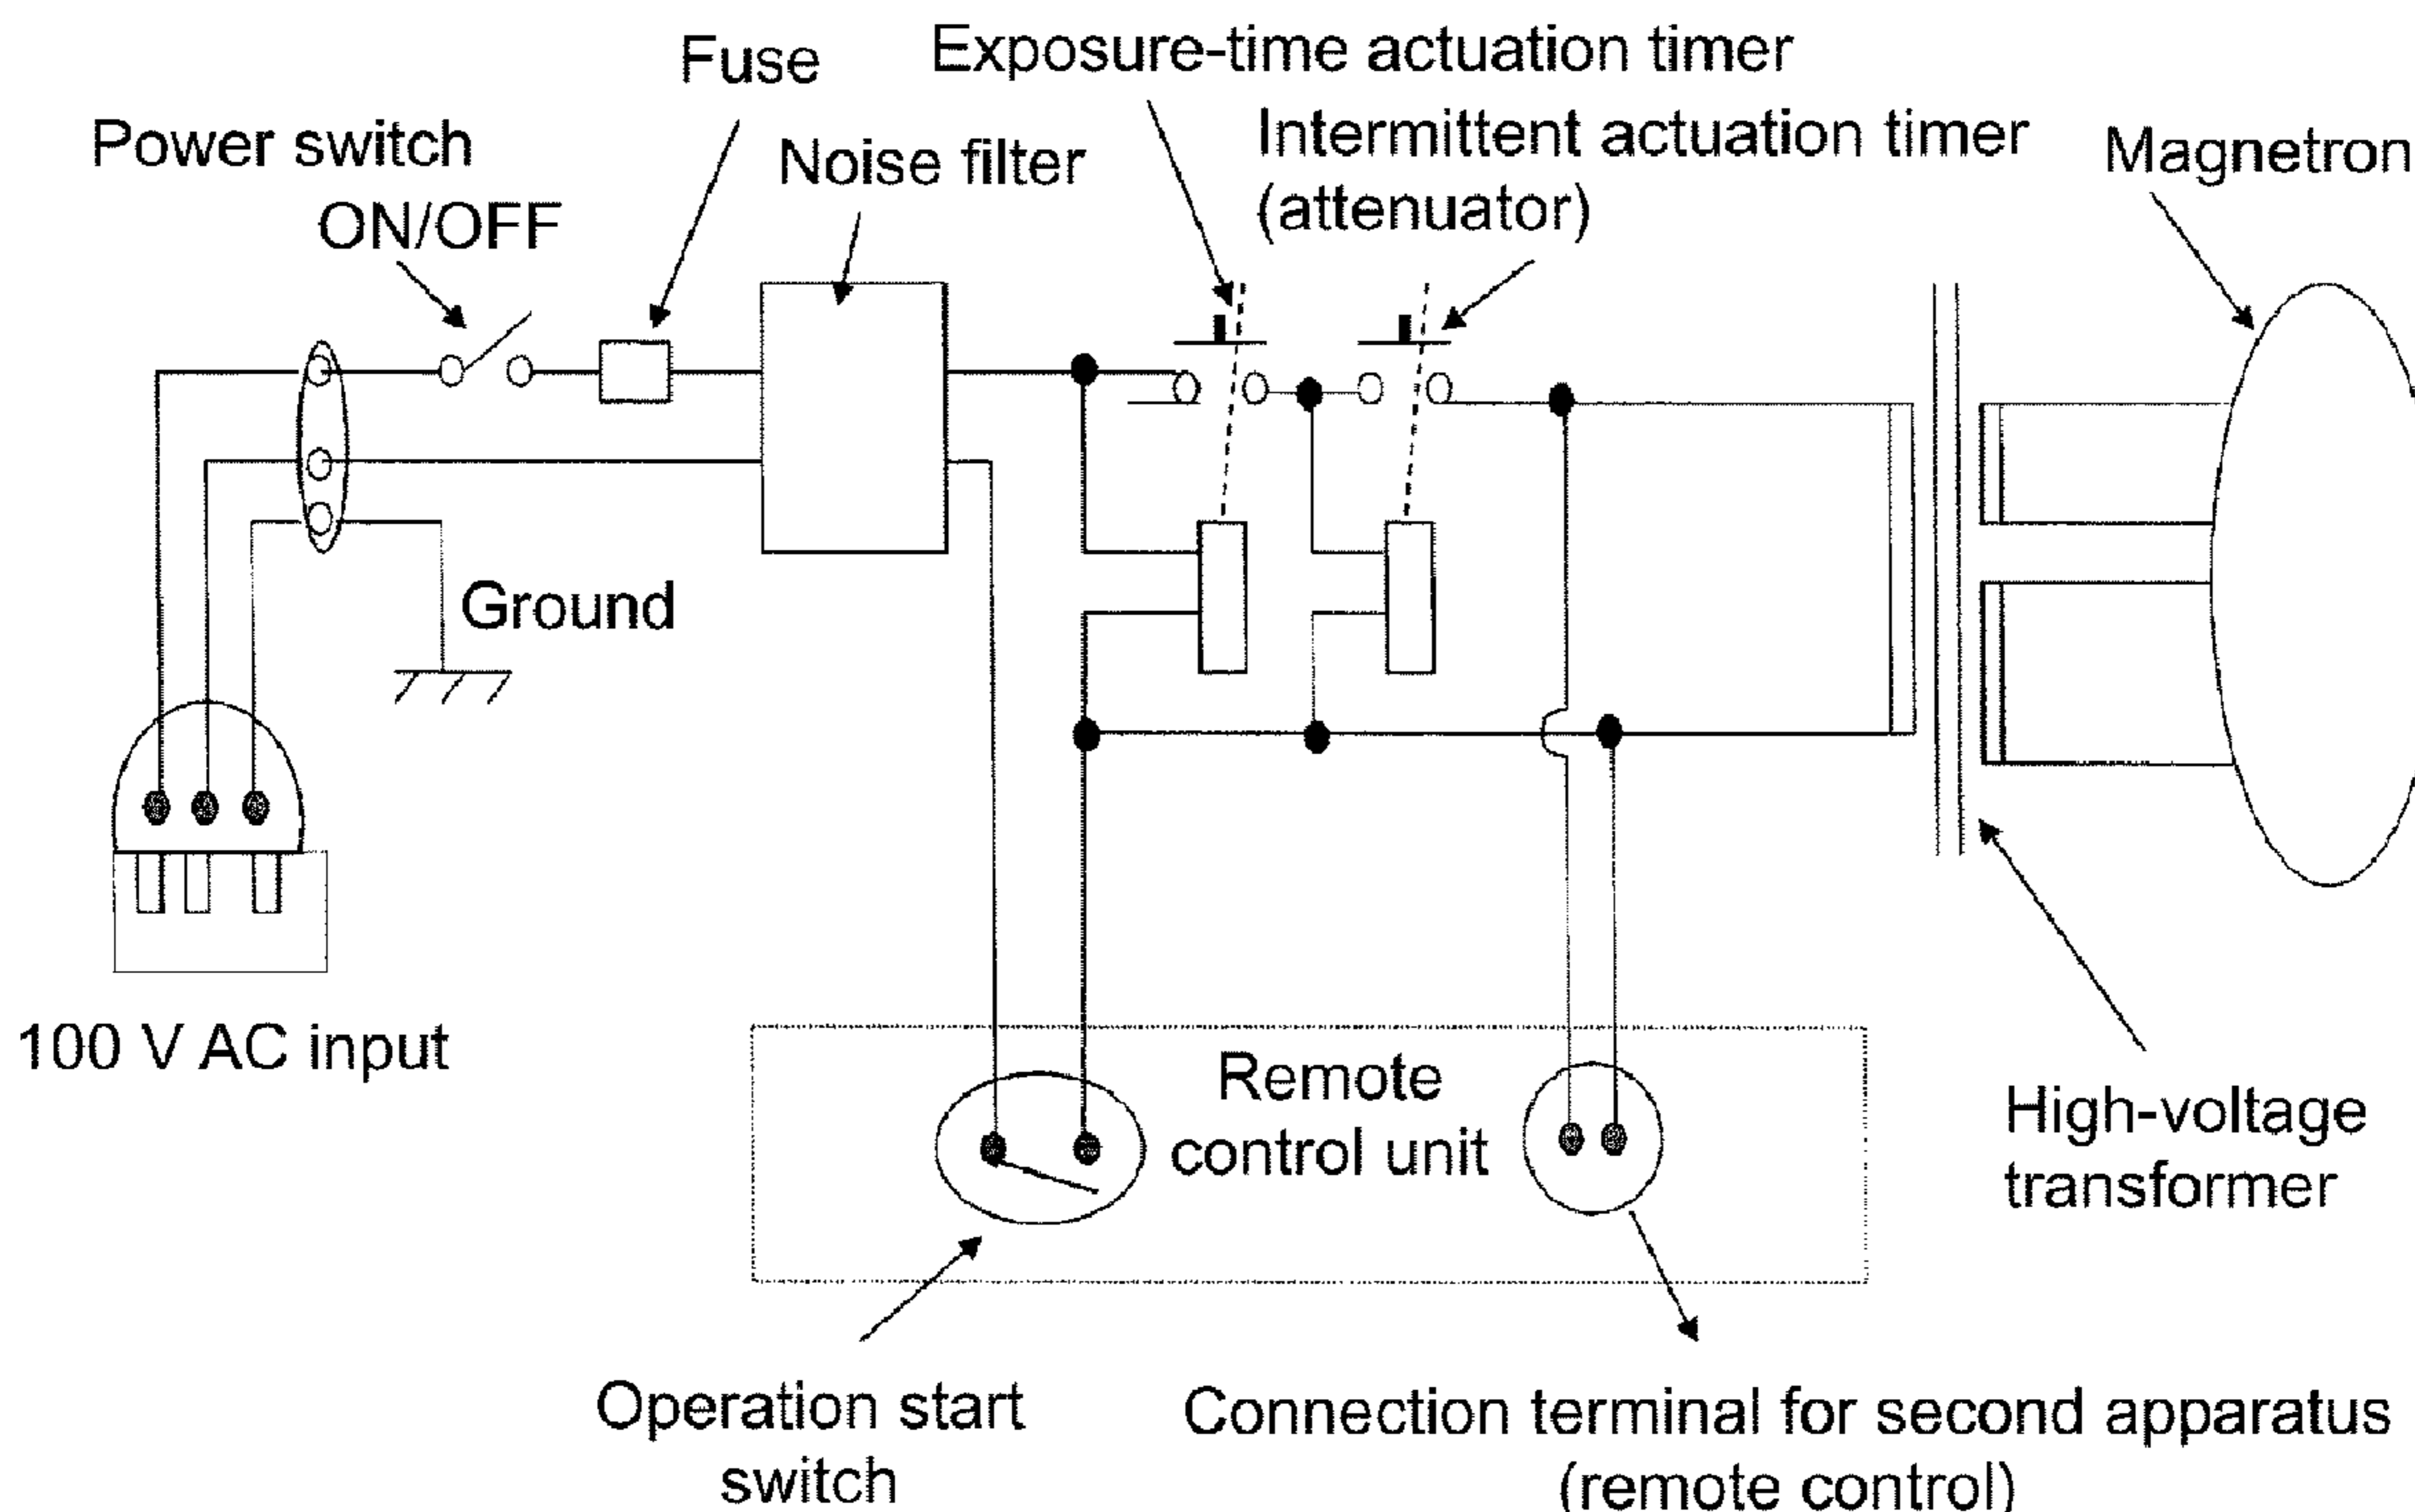 Fuse
Exposure-time actuation timer
Power switch
ON/OFF
Noise filter
Intermittent actuation timer
(attenuator)
Magnetron
Ground
100 V AC input
Remote
control unit
High-voltage
transformer
Operation start
switch
Connection terminal for second apparatus
(remote control)